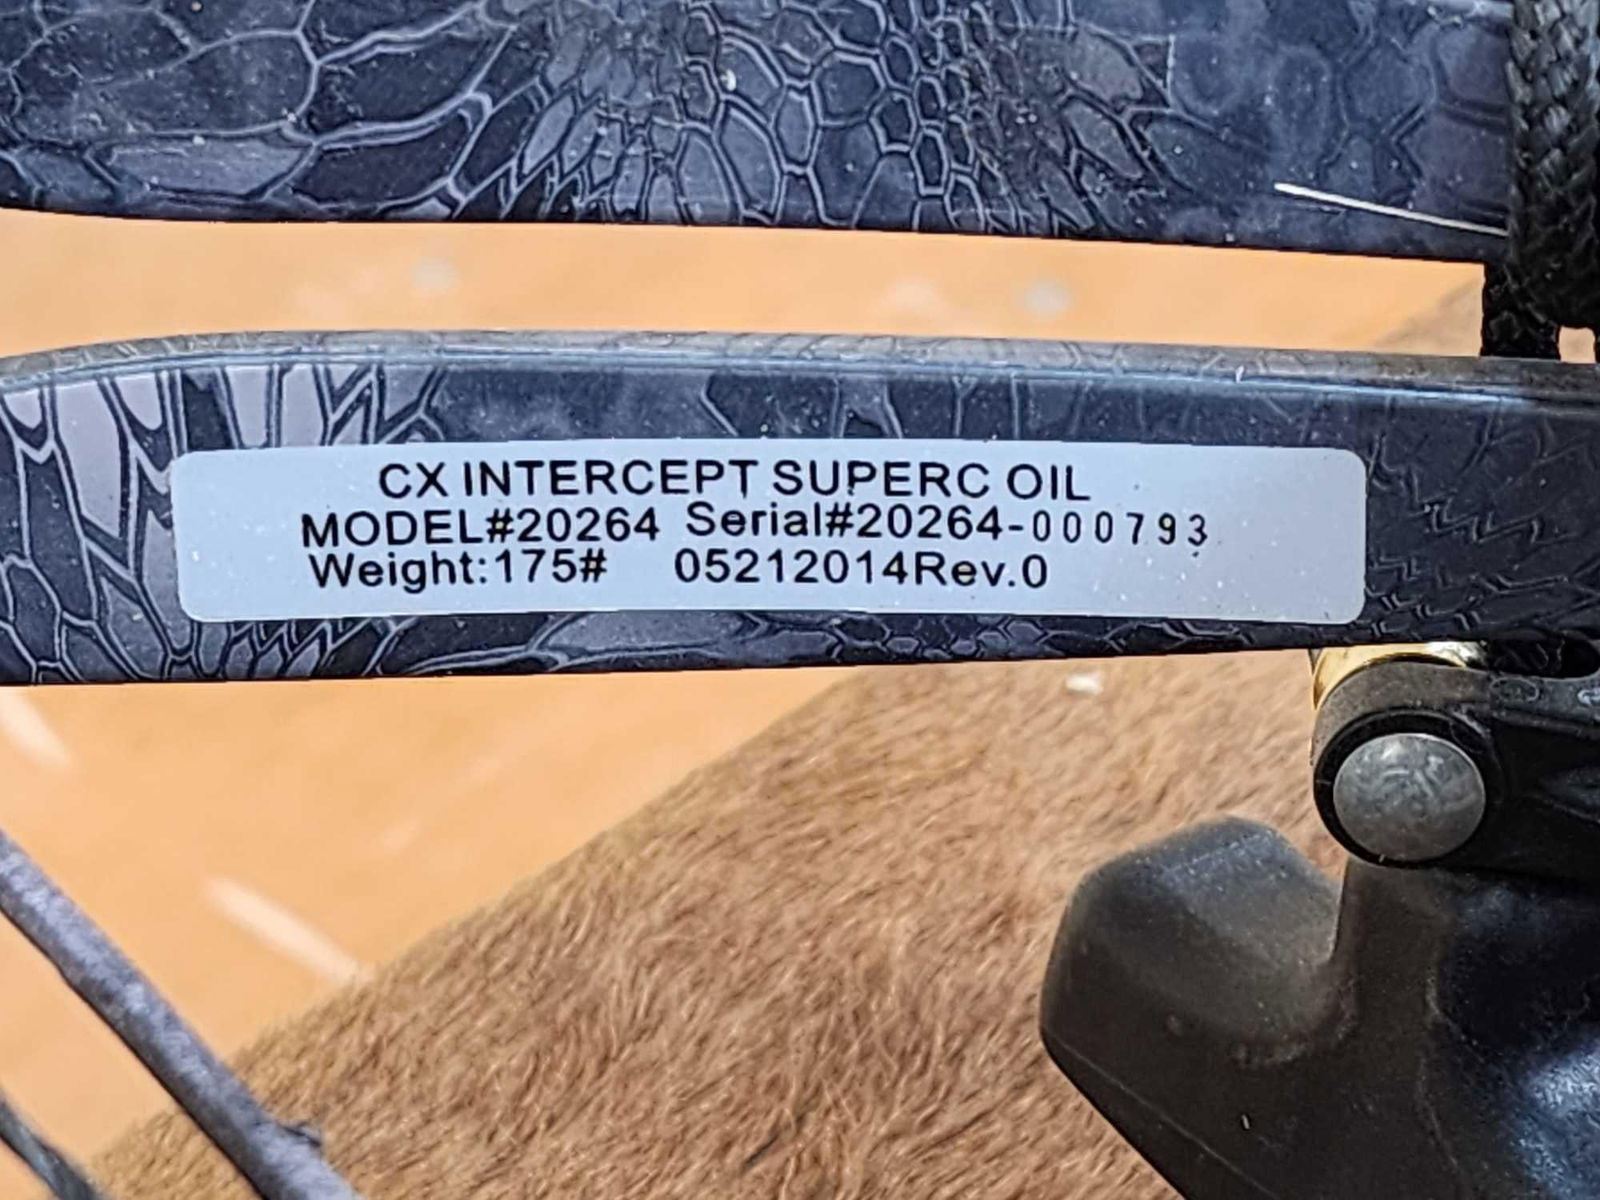 CX INTERCEPT SUPERC OIL
MODEL#20264 Serial#20264-000793
Weight:175# 05212014Rev.0